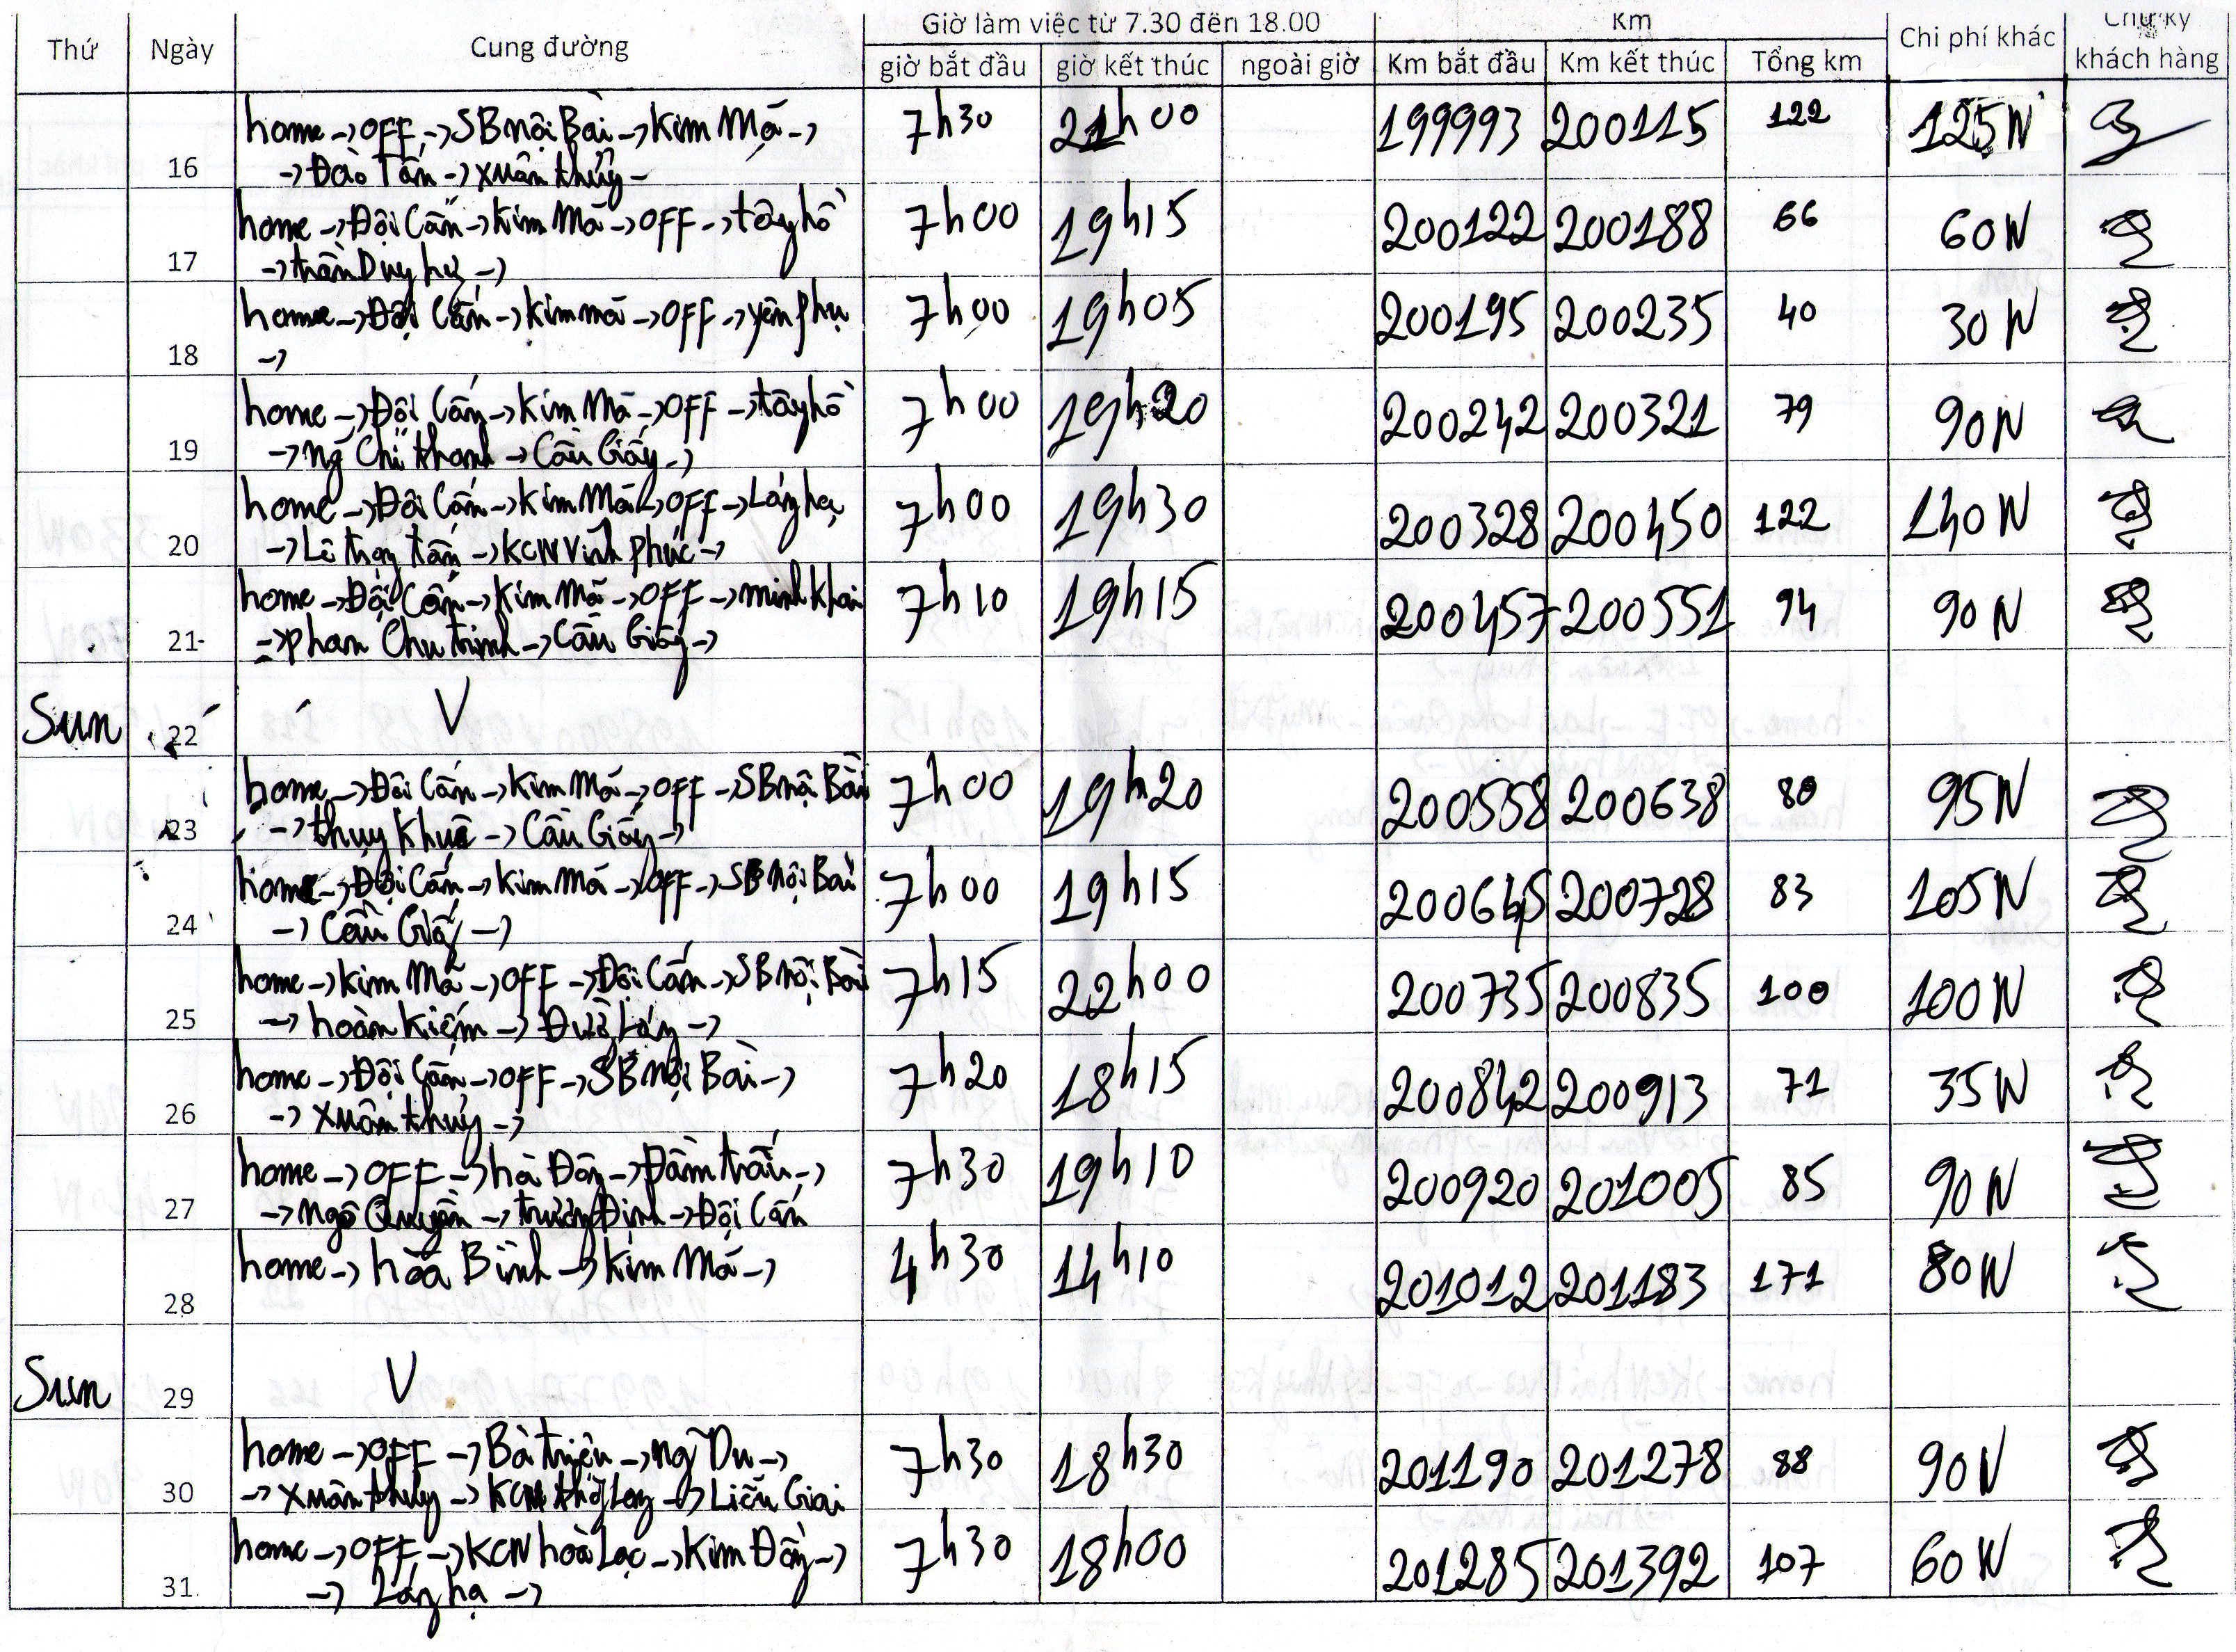 Giờ làm việc từ 7.30 đến 18.00 Km Chữ ký
Thứ Ngày Cung đường giờ bắt đầu giờ kết thúc ngoài giờ Km bắt đầu Km kết thúc Tổng km Chi phí khác khách hàng
home → OFF → SB nội Bài → Kim Mã → 7h30 21h00 199993 200115 122 125N
16 → Đào Tấn → Xuân thủy →
home → Đội Cấn → Kim Mã → OFF → tây hồ 7h00 19h15 200122 200188 66 60N
17 → trần Duy hư →
home → Đội Cấn → Kim mã → OFF → yên phụ 7h00 19h05 200195 200235 40 30N
18 →
home → Đội Cấn → Kim Mã → OFF → tây hồ 7h00 19h20 200242 200321 79 90N
19 → Ng Chí thanh → Cầu Giấy →
home → Đội Cấn → Kim Mã → OFF → Láng hạ 7h00 19h30 200328 200450 122 140N
20 → Lê trọng tấn → KCN Vĩnh phúc →
home → Đội Cấn → Kim Mã → OFF → minh Khai 7h10 19h15 200457 200551 94 90N
21 → phan Chu trinh → Cầu Giấy →
Sun 22 V
home → Đội Cấn → Kim Mã → OFF → SB nội Bài 7h00 19h20 200558 200638 80 95N
23 → thụy Khuê → Cầu Giấy →
home → Đội Cấn → Kim Mã → OFF → SB nội Bài 7h00 19h15 200645 200728 83 105N
24 → Cầu Giấy →
home → Kim Mã → OFF → Đội Cấn → SB nội Bài 7h15 22h00 200735 200835 100 100N
25 → hoàn Kiếm → Láng →
home → Đội Cấn → OFF → SB nội Bài → 7h20 18h15 200842 200913 71 35N
26 → Xuân thủy →
home → OFF → hà Đông → Đầm trấu → 7h30 19h10 200920 201005 85 90N
27 → Ngô Quyền → trương Định → Đội Cấn
home → hòa Bình → Kim Mã → 4h30 14h10 201012 201183 171 80N
28
Sun 29 V
home → OFF → Bà triệu → ng Du → 7h30 18h30 201190 201278 88 90N
30 → Xuân thủy → KCN thăng Long → Liễu Giai
home → OFF → KCN hoà Lạc → Kim Đồng → 7h30 18h00 201285 201392 107 60N
31 → Láng hạ →